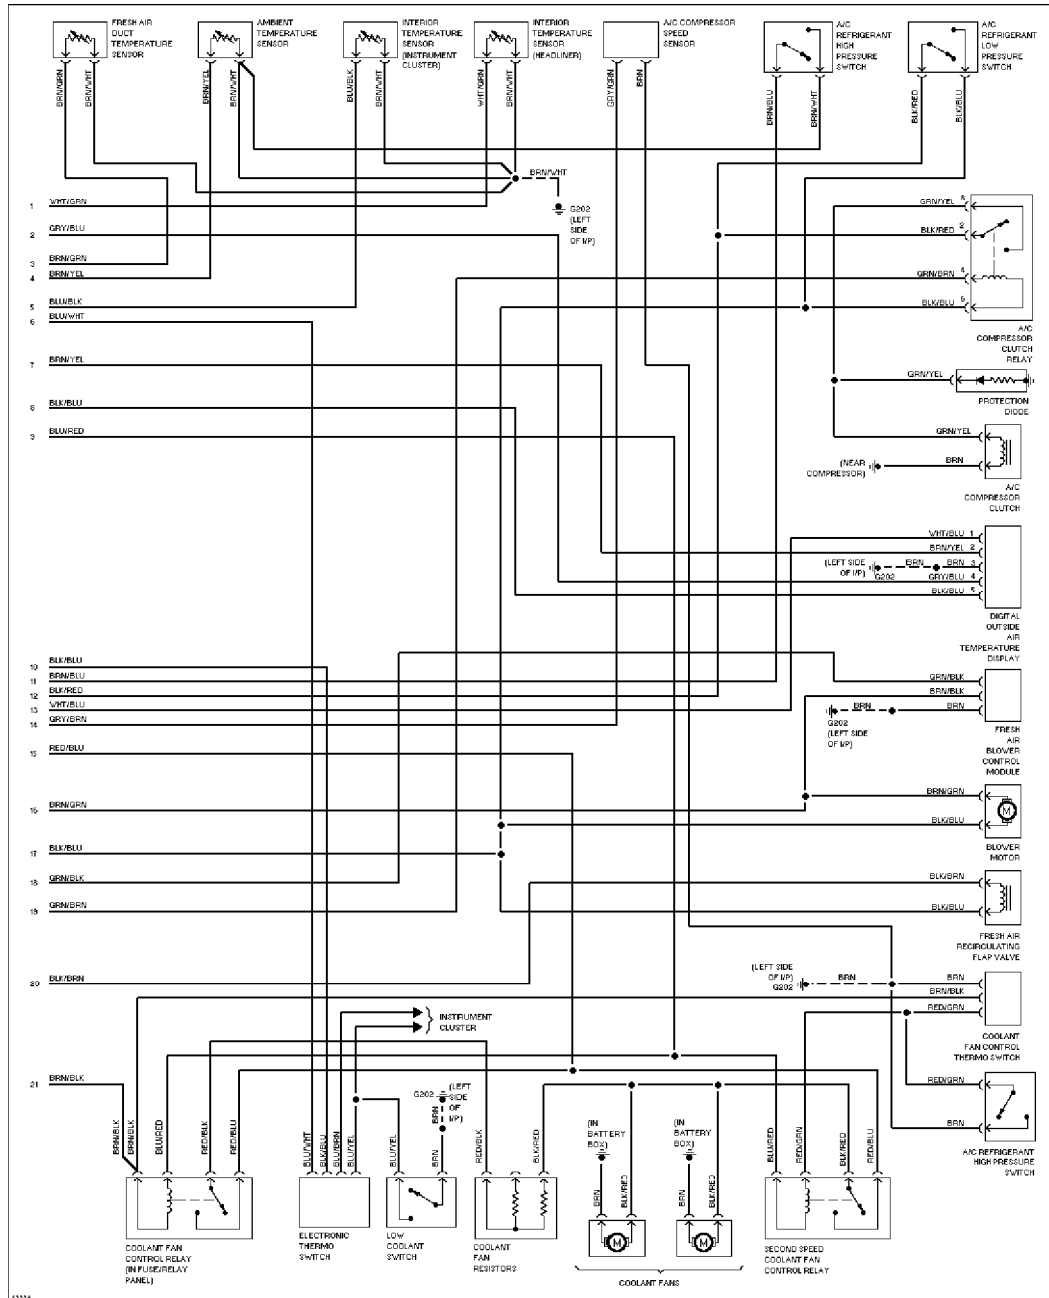 FRESH AIR
DUCT
TEMPERATURE
SENSOR
AMBIENT
TEMPERATURE
SENSOR
INTERIOR
TEMPERATURE
SENSOR
(INSTRUMENT
CLUSTER)
INTERIOR
TEMPERATURE
SENSOR
(HEADLINER)
A/C COMPRESSOR
SPEED
SENSOR
A/C
REFRIGERANT
HIGH
PRESSURE
SWITCH
A/C
REFRIGERANT
LOW
PRESSURE
SWITCH
BRN/GRN
BRN/WHT
BRN/YEL
BRN/WHT
BLU/BLK
BRN/WHT
WHT/GRN
BRN/WHT
GRY/GRN
BRN
BRN/BLU
BRN/WHT
BLK/RED
BLK/BLU
BRN/WHT
G202
(LEFT
SIDE
OF I/P)
1 WHT/GRN
2 GRY/BLU
3 BRN/GRN
4 BRN/YEL
5 BLU/BLK
6 BLU/WHT
7 BRN/YEL
8 BLK/BLU
9 BLU/RED
GRN/YEL 8
BLK/RED 2
GRN/BRN 4
BLK/BLU 6
A/C
COMPRESSOR
CLUTCH
RELAY
GRN/YEL
PROTECTION
DIODE
GRN/YEL
(NEAR
COMPRESSOR)
BRN
A/C
COMPRESSOR
CLUTCH
WHT/BLU 1
BRN/YEL 2
(LEFT SIDE
OF I/P)
G202
BRN
BRN 3
GRY/BLU 4
BLK/BLU 5
DIGITAL
OUTSIDE
AIR
TEMPERATURE
DISPLAY
10 BLK/BLU
11 BRN/BLU
12 BLK/RED
13 WHT/BLU
14 GRY/BRN
15 RED/BLU
16 BRN/GRN
17 BLK/BLU
18 GRN/BLK
19 GRN/BRN
20 BLK/BRN
21 BRN/BLK
GRN/BLK
BRN/BLK
BRN
BRN
G202
(LEFT SIDE
OF I/P)
FRESH
AIR
BLOWER
CONTROL
MODULE
BRN/GRN
BLK/BLU
M
BLOWER
MOTOR
BLK/BRN
BLK/BLU
FRESH AIR
RECIRCULATING
FLAP VALVE
(LEFT SIDE
OF I/P)
G202
BRN
BRN
BRN/BLK
RED/GRN
COOLANT
FAN CONTROL
THERMO SWITCH
INSTRUMENT
CLUSTER
RED/GRN
BRN
A/C REFRIGERANT
HIGH PRESSURE
SWITCH
G202
(LEFT
SIDE
OF
I/P)
(IN
BATTERY
BOX)
(IN
BATTERY
BOX)
BRN/BLK
BRN/BLK
BLU/RED
RED/BLK
RED/BLU
BLU/WHT
BLK/BLU
BLU/BRN
BLU/YEL
BLU/YEL
BRN
BRN
RED/BLK
BLK/RED
BRN
BLK/RED
BRN
BLK/RED
BLU/RED
RED/GRN
BLK/RED
RED/BLU
M
M
COOLANT FAN
CONTROL RELAY
(IN FUSE/RELAY
PANEL)
ELECTRONIC
THERMO
SWITCH
LOW
COOLANT
SWITCH
COOLANT
FAN
RESISTORS
COOLANT FANS
SECOND SPEED
COOLANT FAN
CONTROL RELAY